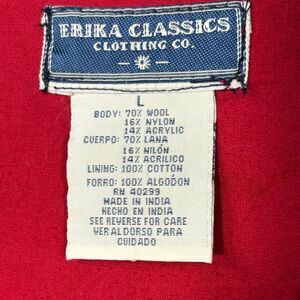 ERIKA CLASSICS
CLOTHING CO.
L
BODY: 70% WOOL
16% NYLON
14% ACRYLIC
CUERPO: 70% LANA
16% NILÓN
14% ACRILICO
LINING: 100% COTTON
FORRO: 100% ALGODON
RN 40299
MADE IN INDIA
HECHO EN INDIA
SEE REVERSE FOR CARE
VER AL DORSO PARA
CUIDADO